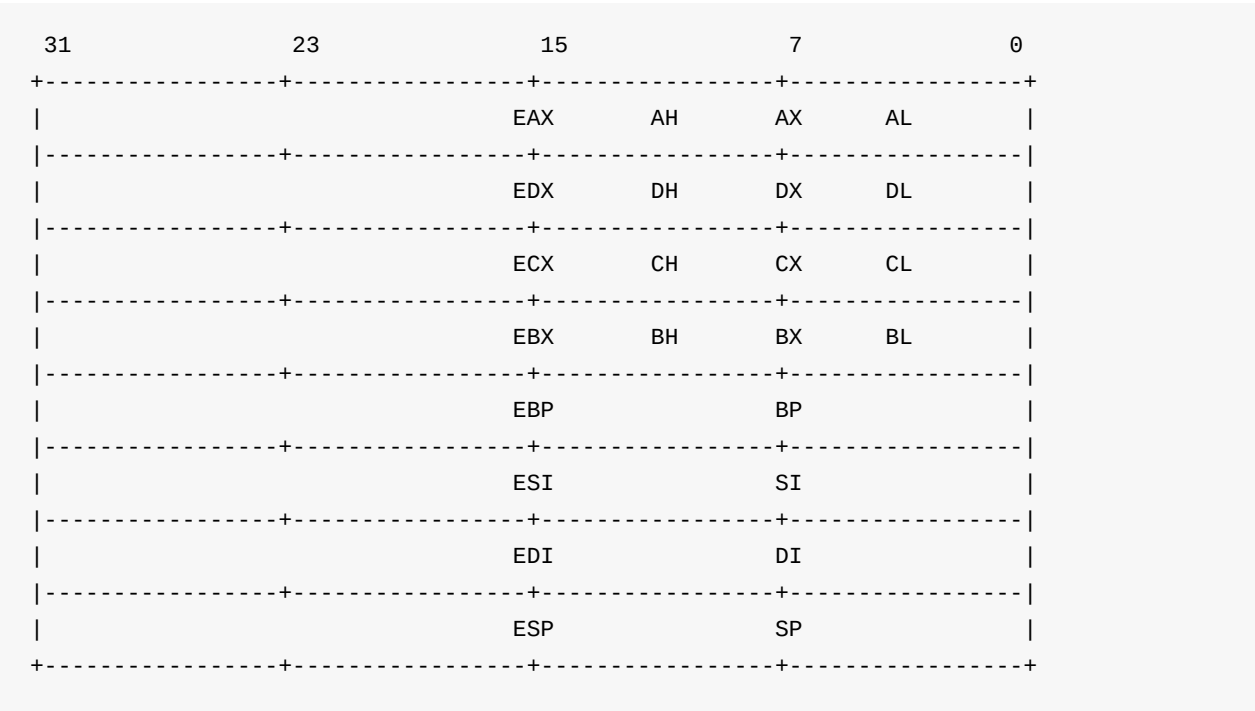 31                23                15                7               0
+-----------------+-----------------+-----------------+-----------------+
|                                  EAX       AH       AX      AL        |
|-----------------+-----------------+-----------------+-----------------|
|                                  EDX       DH       DX      DL        |
|-----------------+-----------------+-----------------+-----------------|
|                                  ECX       CH       CX      CL        |
|-----------------+-----------------+-----------------+-----------------|
|                                  EBX       BH       BX      BL        |
|-----------------+-----------------+-----------------+-----------------|
|                                  EBP                BP                |
|-----------------+-----------------+-----------------+-----------------|
|                                  ESI                SI                |
|-----------------+-----------------+-----------------+-----------------|
|                                  EDI                DI                |
|-----------------+-----------------+-----------------+-----------------|
|                                  ESP                SP                |
+-----------------+-----------------+-----------------+-----------------+